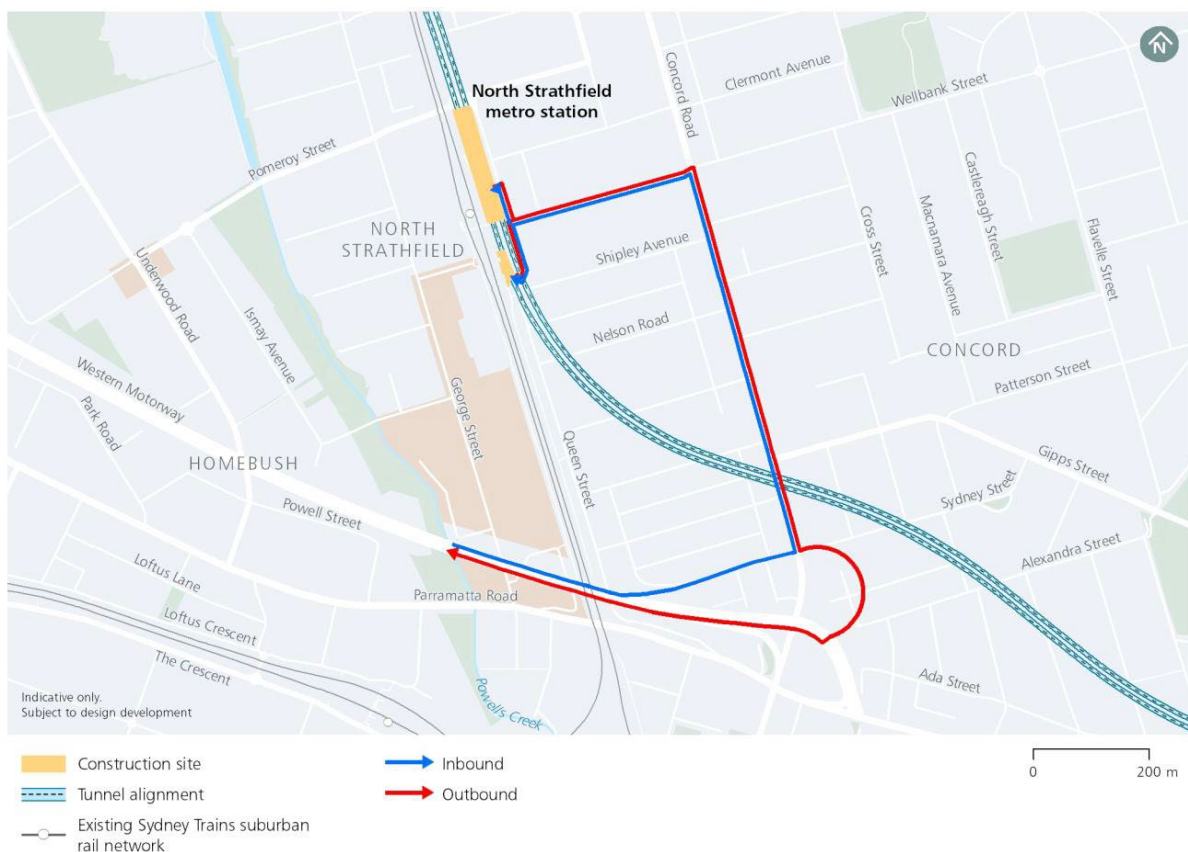 N
Clermont Avenue
Concord Road
Wellbank Street
North Strathfield
metro station
Pomeroy Street
Castlereagh Street
Macnamara Avenue
Flavelle Street
Cross Street
NORTH
STRATHFIELD
Shipley Avenue
Underwood Road
Ismay Avenue
Nelson Road
CONCORD
Western Motorway
Patterson Street
Park Road
George Street
Queen Street
Gipps Street
HOMEBUSH
Sydney Street
Powell Street
Alexandra Street
Loftus Lane
Parramatta Road
Loftus Crescent
The Crescent
Ada Street
Powells Creek
Indicative only.
Subject to design development
Construction site
Inbound
Tunnel alignment
Outbound
Existing Sydney Trains suburban
rail network
0
200 m